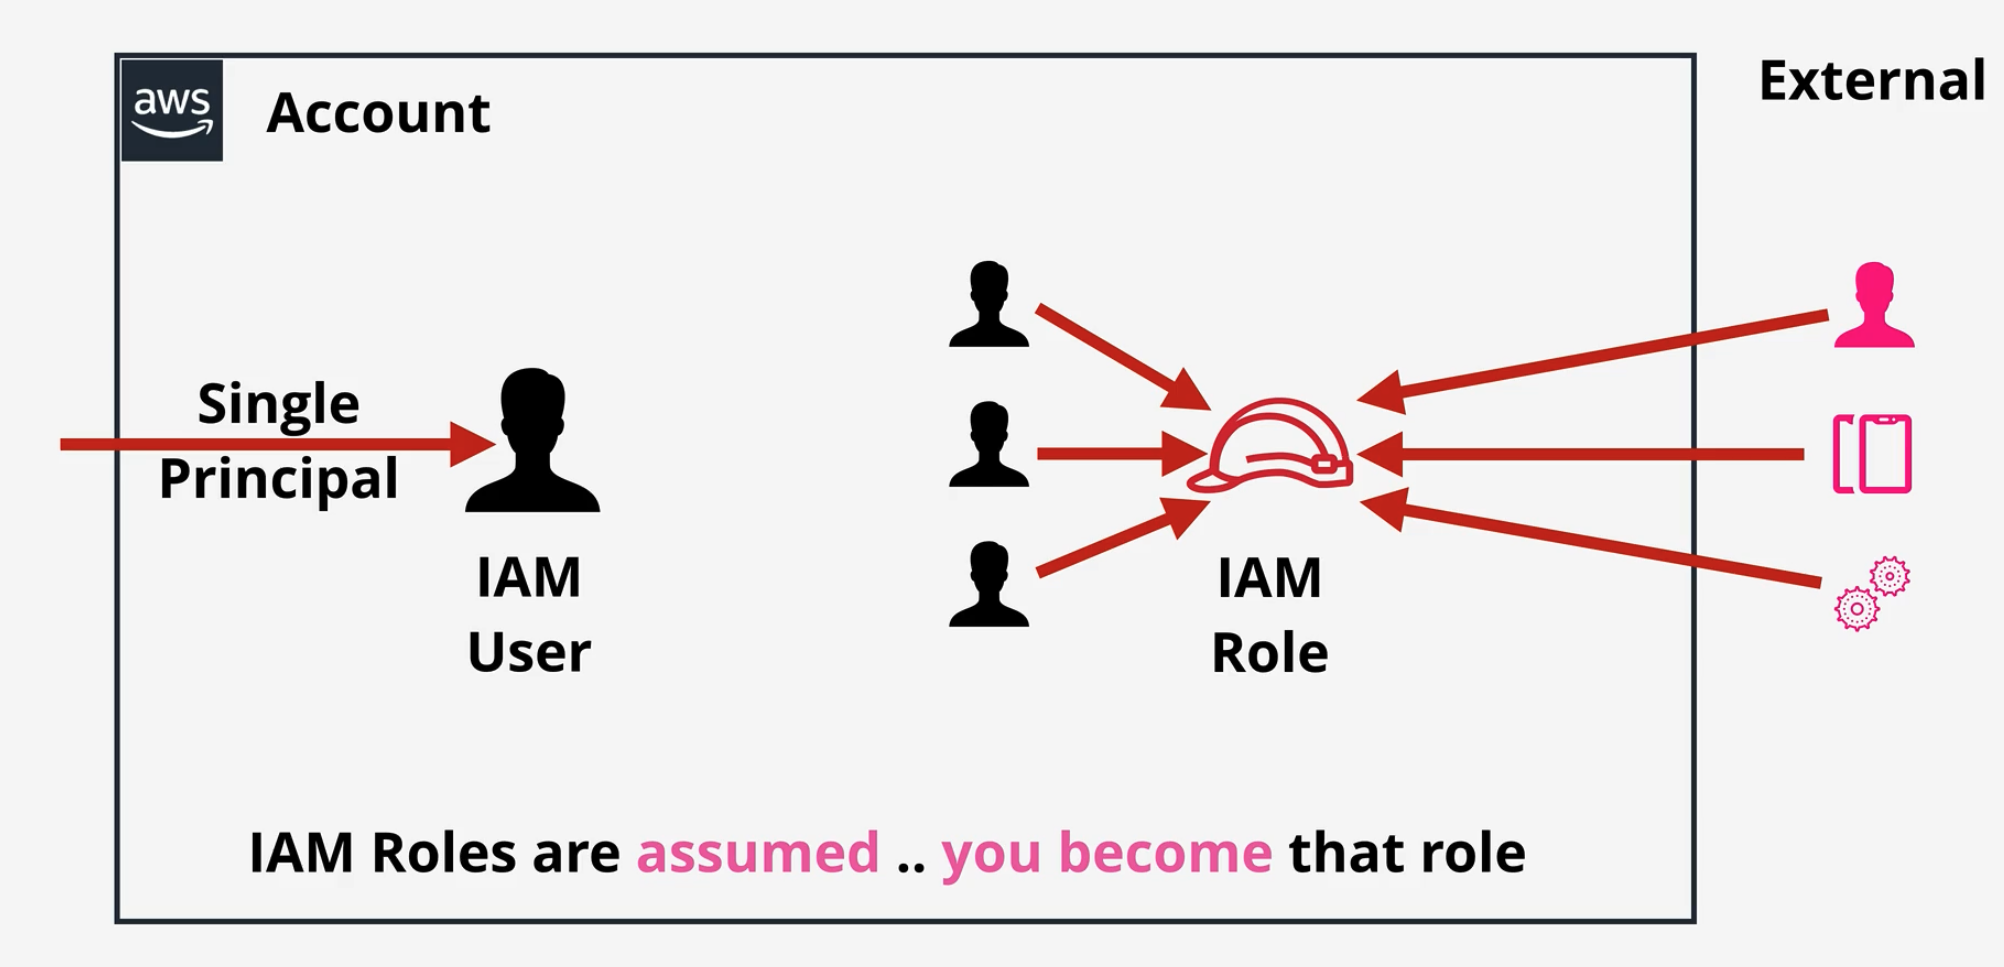 aws
Account
External
Single
Principal
IAM
User
IAM
Role
IAM Roles are assumed .. you become that role